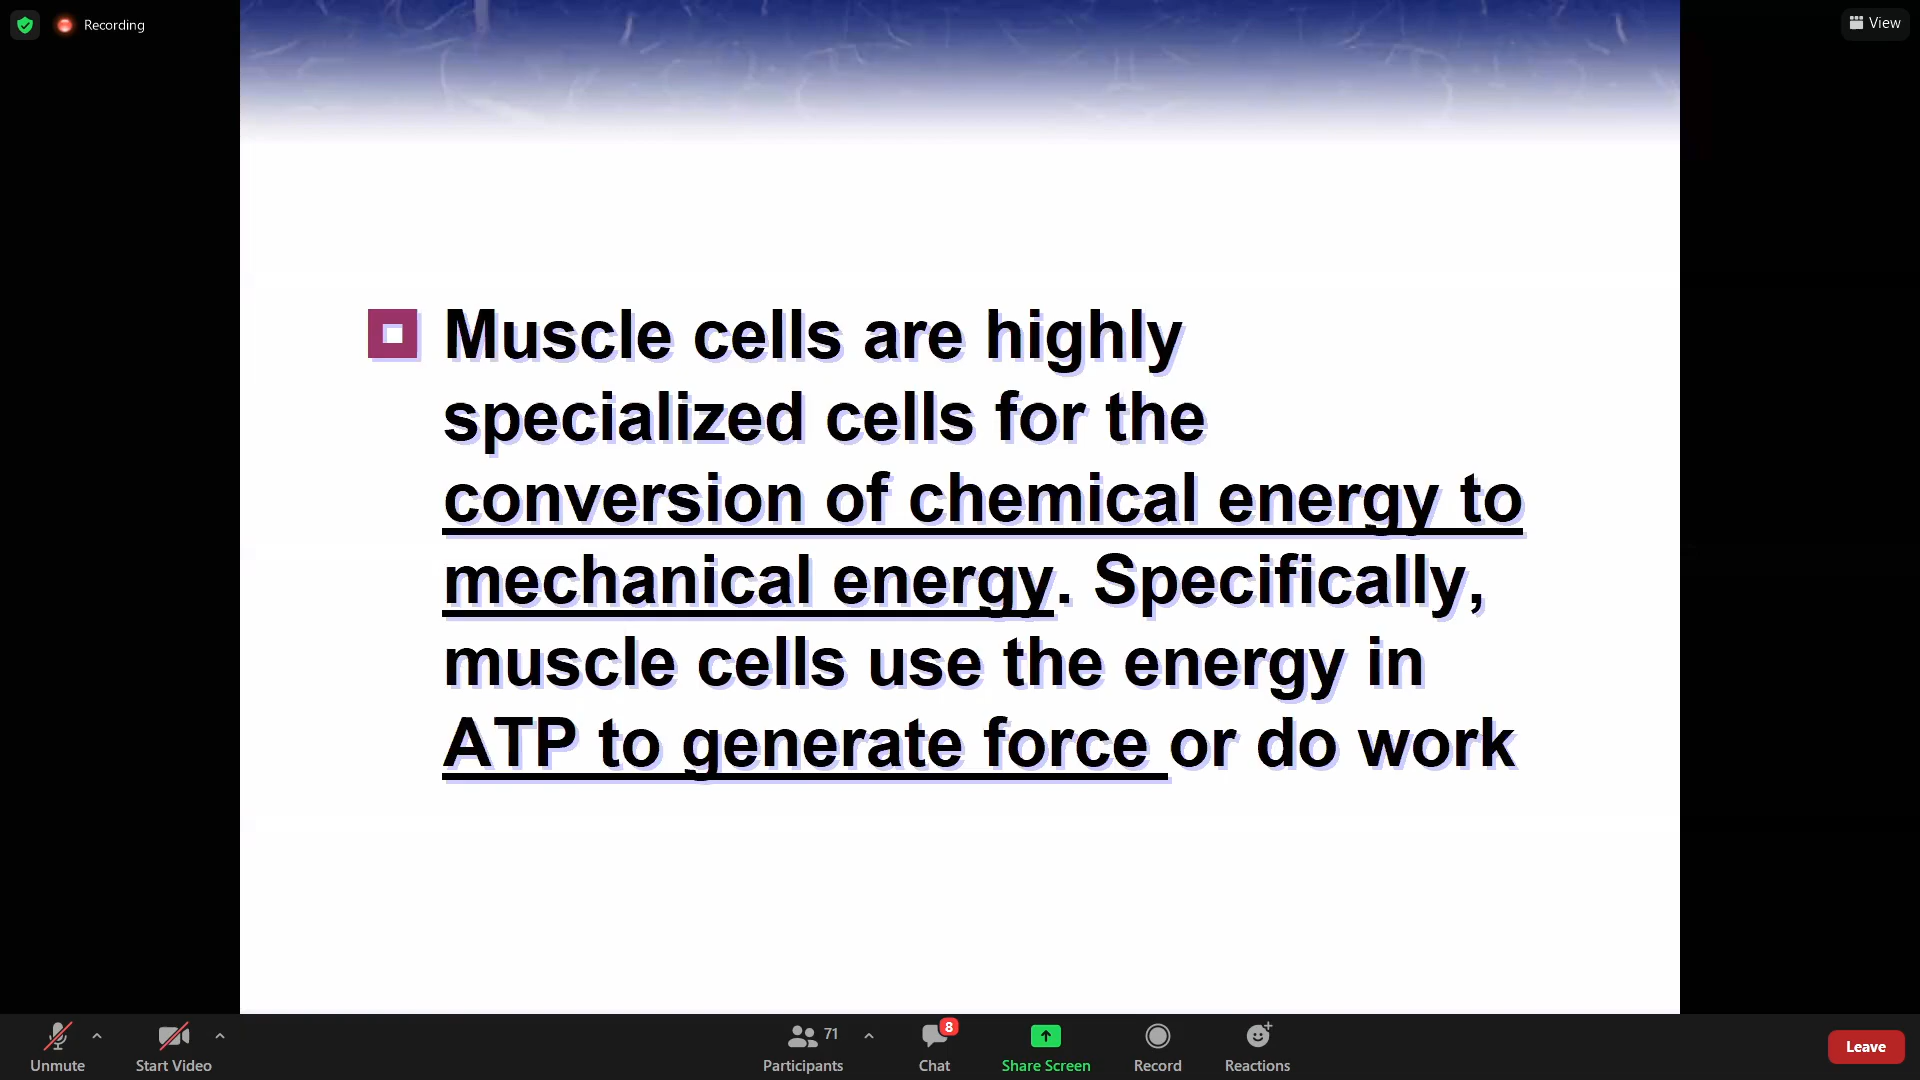 Recording
View
Muscle cells are highly
specialized cells for the
conversion of chemical energy to
mechanical energy. Specifically,
muscle cells use the energy in
ATP to generate force or do work
71
8
Unmute
Start Video
Participants
Chat
Share Screen
Record
Reactions
Leave